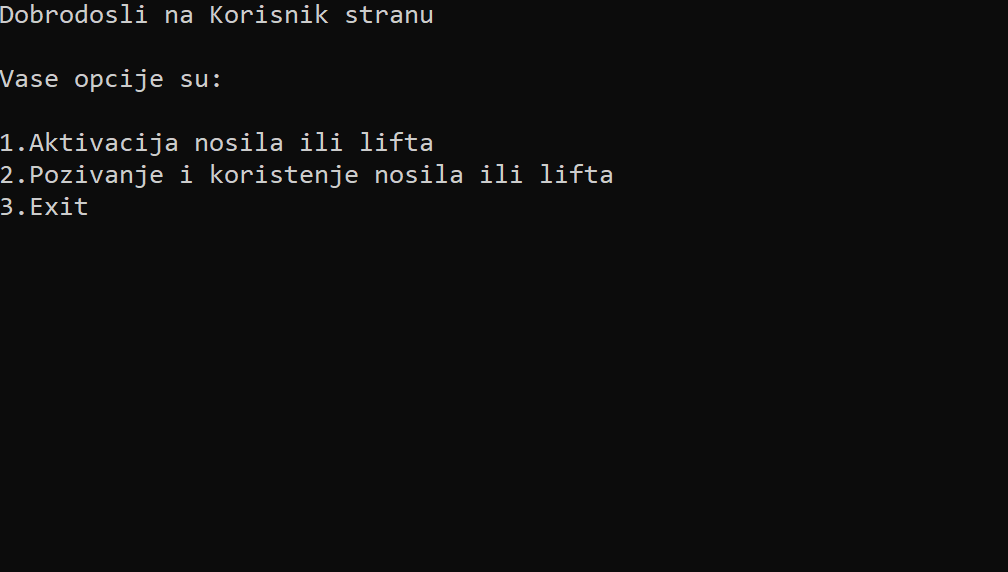 Dobrodosli na Korisnik stranu
Vase opcije su:
1.Aktivacija nosila ili lifta
2.Pozivanje i koristenje nosila ili lifta
3.Exit